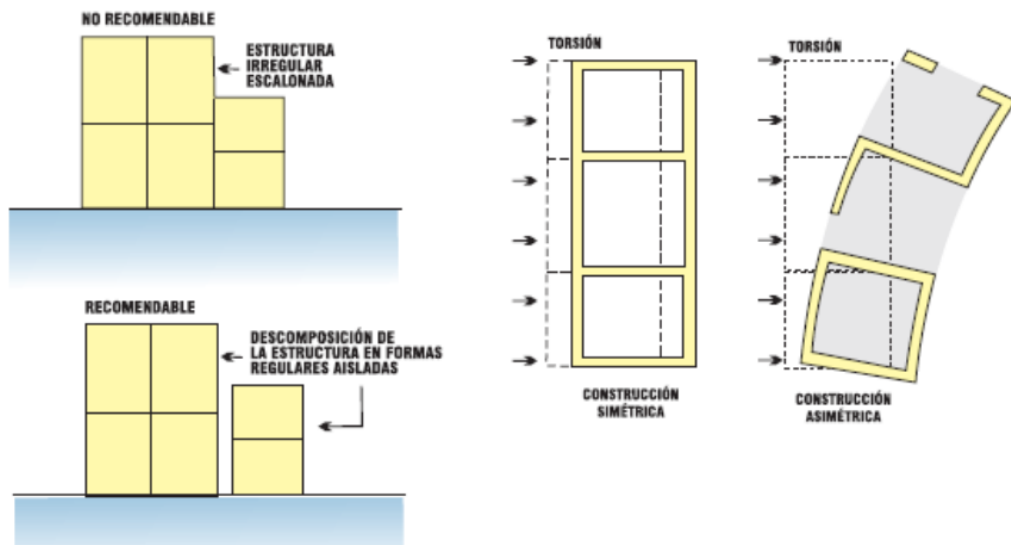 NO RECOMENDABLE
ESTRUCTURA
IRREGULAR
ESCALONADA
RECOMENDABLE
DESCOMPOSICIÓN DE
LA ESTRUCTURA EN FORMAS
REGULARES AISLADAS
TORSIÓN
CONSTRUCCIÓN
SIMÉTRICA
TORSIÓN
CONSTRUCCIÓN
ASIMÉTRICA